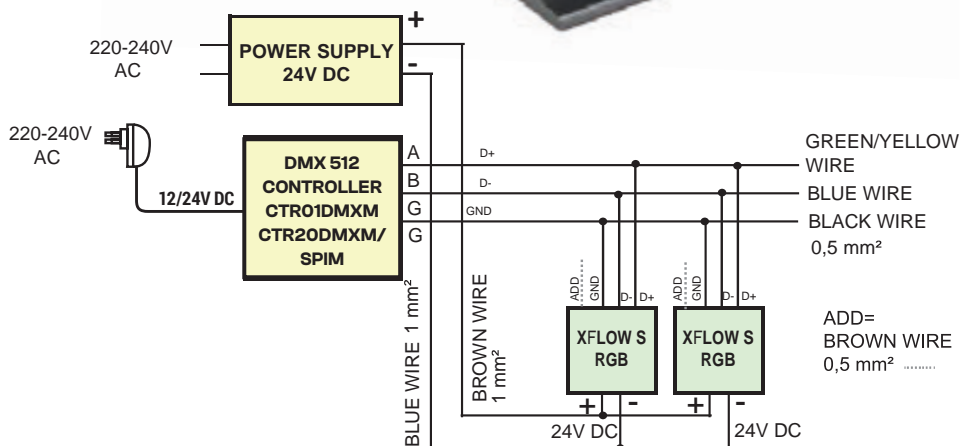 220-240V
AC
POWER SUPPLY
24V DC
+
-
220-240V
AC
12/24V DC
DMX 512
CONTROLLER
CTR01DMXM
CTR20DMXM/
SPIM
A
B
G
G
D+
D-
GND
GREEN/YELLOW
WIRE
BLUE WIRE
BLACK WIRE
0,5 mm²
BLUE WIRE 1 mm²
BROWN WIRE
1 mm²
ADD
GND
D-
D+
XFLOW S
RGB
+
-
24V DC
ADD
GND
D-
D+
XFLOW S
RGB
+
-
24V DC
ADD=
BROWN WIRE
0,5 mm²